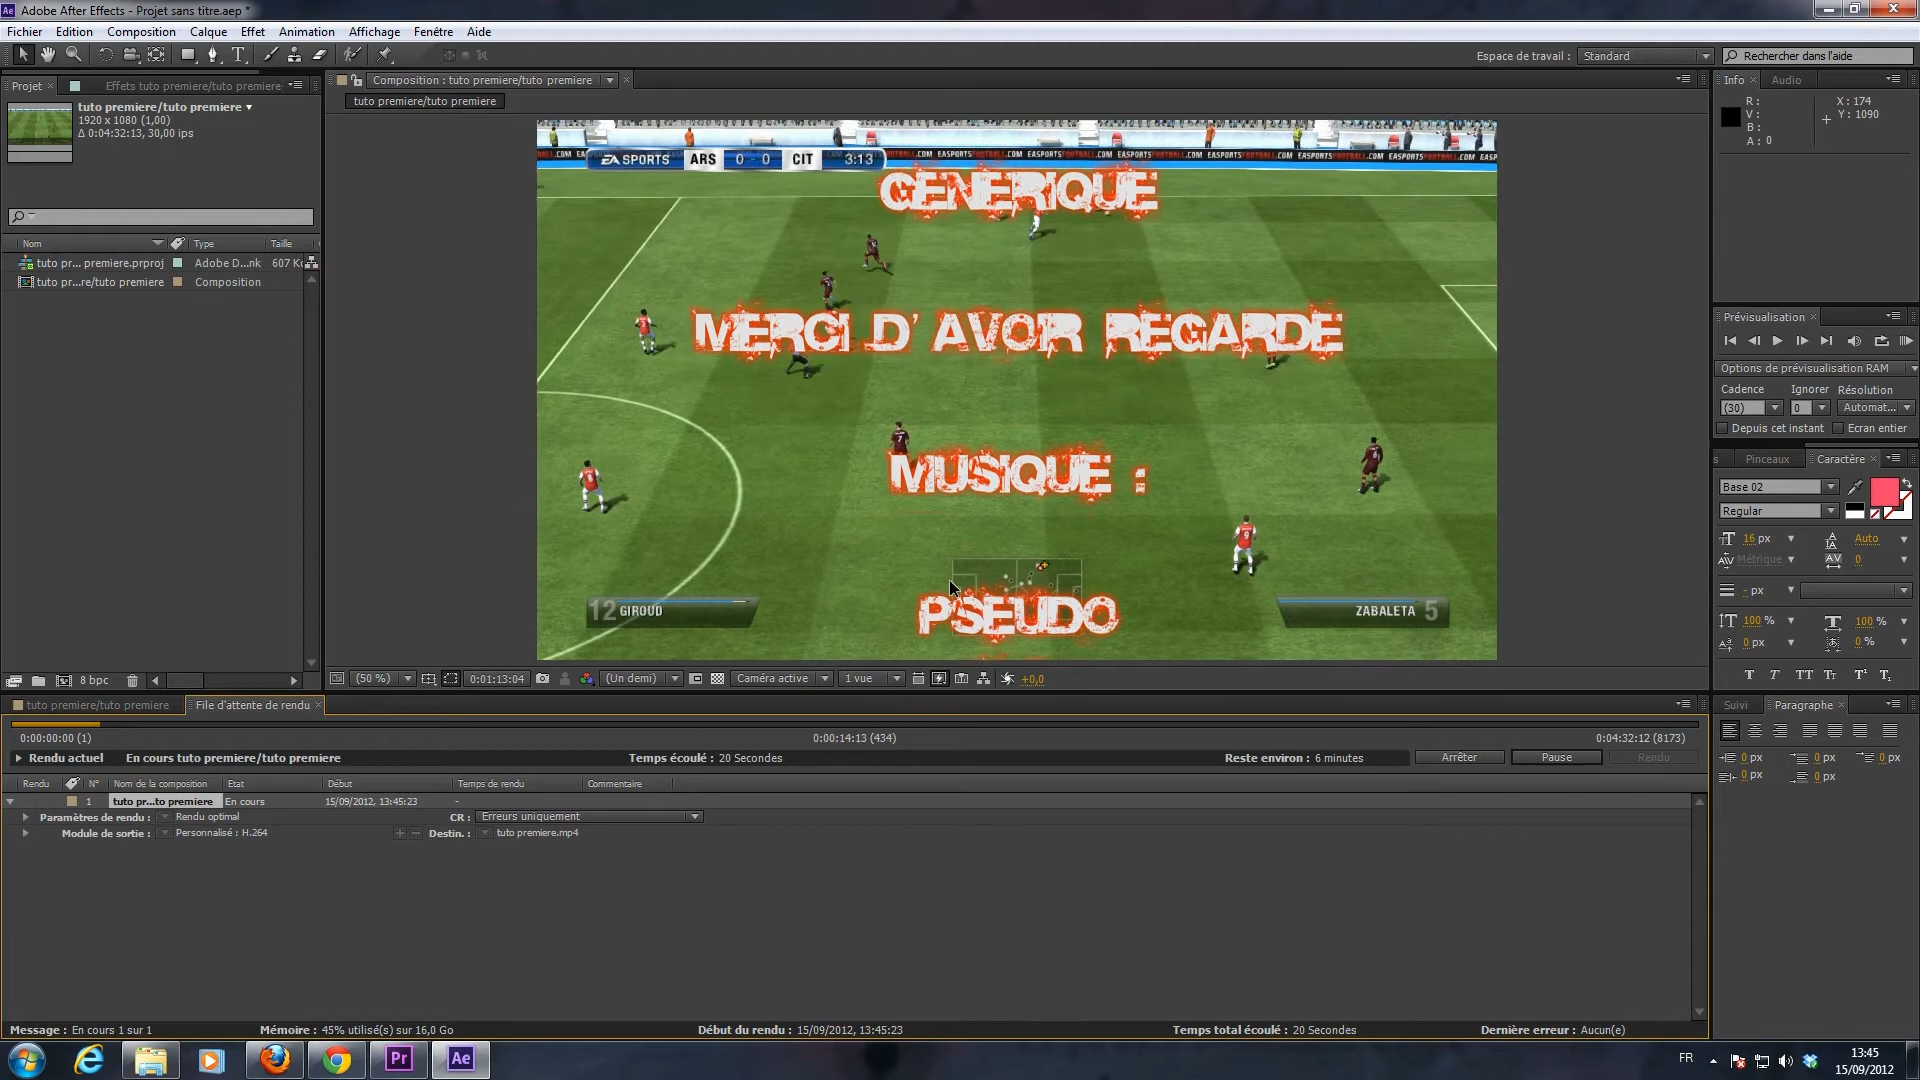 Adobe After Effects - Projet sans titre.aep *
Fichier Edition Composition Calque Effet Animation Affichage Fenêtre Aide
Espace de travail : Standard Rechercher dans l'aide
Projet Effets tuto premiere/tuto premiere
tuto premiere/tuto premiere
1920 x 1080 (1,00)
Δ 0:04:32:13, 30,00 ips
Nom Type Taille
tuto pr... premiere.prproj Adobe D...nk 607 Kc
tuto pr...re/tuto premiere Composition
8 bpc
Composition : tuto premiere/tuto premiere
tuto premiere/tuto premiere
EA SPORTS ARS 0 - 0 CIT 3:13
GENERIQUE
MERCI D' AVOIR REGARDE
MUSIQUE :
PSEUDO
12 GIROUD
ZABALETA 5
(50 %) 0:01:13:04 (Un demi) Caméra active 1 vue +0,0
Info Audio
R :
V :
B :
A : 0
X : 174
Y : 1090
Prévisualisation
Options de prévisualisation RAM
Cadence Ignorer Résolution
(30) 0 Automat...
Depuis cet instant Ecran entier
s Pinceaux Caractère
Base 02
Regular
16 px Auto
Métrique 0
- px
100 % 100 %
0 px 0 %
Suivi Paragraphe
0 px 0 px 0 px
0 px 0 px
tuto premiere/tuto premiere File d'attente de rendu
0:00:00:00 (1) 0:00:14:13 (434) 0:04:32:12 (8173)
Rendu actuel En cours tuto premiere/tuto premiere Temps écoulé : 20 Secondes Reste environ : 6 minutes Arrêter Pause Rendu
Rendu N° Nom de la composition Etat Début Temps de rendu Commentaire
1 tuto pr...to premiere En cours 15/09/2012, 13:45:23 -
Paramètres de rendu : Rendu optimal CR : Erreurs uniquement
Module de sortie : Personnalisé : H.264 Destin. : tuto premiere.mp4
Message : En cours 1 sur 1 Mémoire : 45% utilisé(s) sur 16,0 Go Début du rendu : 15/09/2012, 13:45:23 Temps total écoulé : 20 Secondes Dernière erreur : Aucun(e)
Pr Ae
FR
13:45
15/09/2012